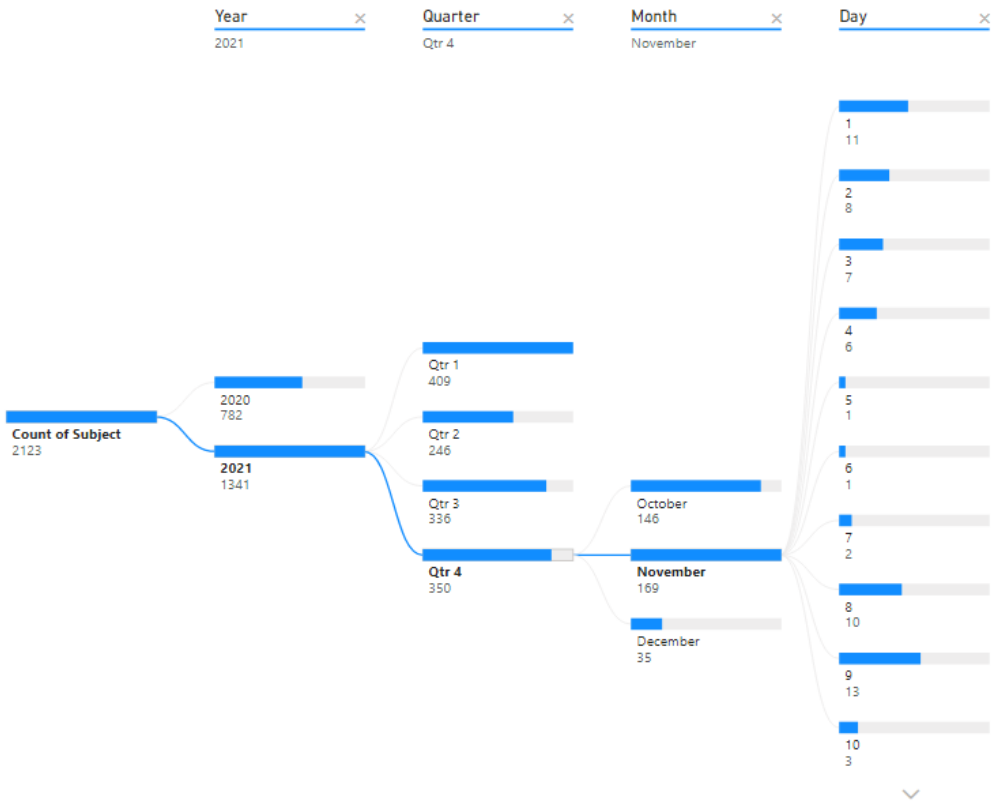 Year
2021
Quarter
Qtr 4
Month
November
Day
Count of Subject
2123
2020
782
2021
1341
Qtr 1
409
Qtr 2
246
Qtr 3
336
Qtr 4
350
October
146
November
169
December
35
1
11
2
8
3
7
4
6
5
1
6
1
7
2
8
10
9
13
10
3